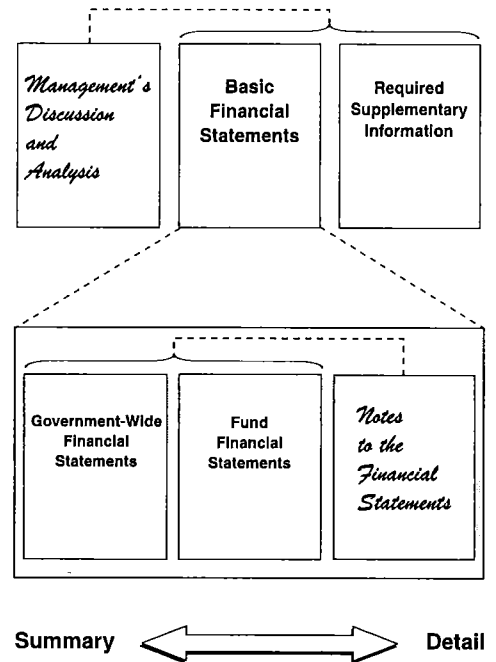 Management's
Discussion
and
Analysis
Basic
Financial
Statements
Required
Supplementary
Information
Government-Wide
Financial
Statements
Fund
Financial
Statements
Notes
to the
Financial
Statements
Summary
Detail